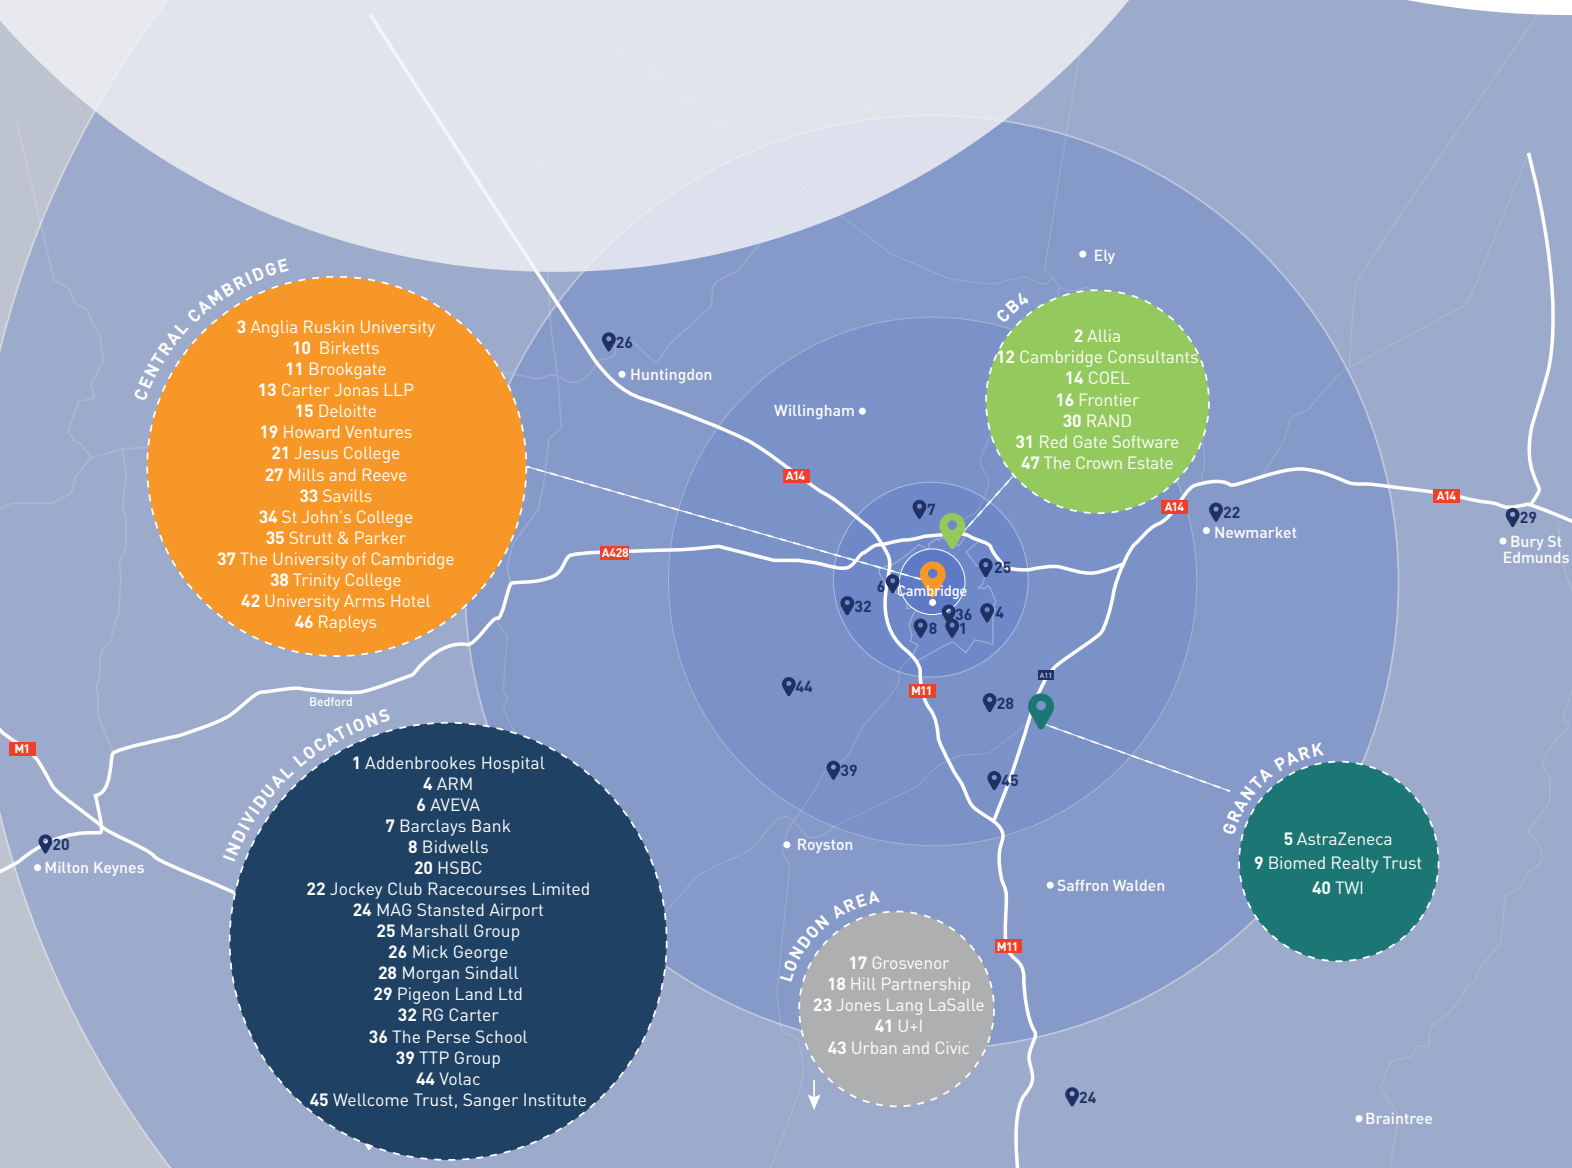 Ely
CENTRAL CAMBRIDGE
3 Anglia Ruskin University
10 Birketts
11 Brookgate
13 Carter Jonas LLP
15 Deloitte
19 Howard Ventures
21 Jesus College
27 Mills and Reeve
33 Savills
34 St John's College
35 Strutt & Parker
37 The University of Cambridge
38 Trinity College
42 University Arms Hotel
46 Rapleys
CB4
2 Allia
12 Cambridge Consultants
14 COEL
16 Frontier
30 RAND
31 Red Gate Software
47 The Crown Estate
26
Huntingdon
Willingham
A14
A14
A14
7
22
Newmarket
29
Bury St
Edmunds
A428
25
6
Cambridge
32
36
4
8
1
44
M11
28
A11
39
45
Bedford
M1
20
Milton Keynes
INDIVIDUAL LOCATIONS
1 Addenbrookes Hospital
4 ARM
6 AVEVA
7 Barclays Bank
8 Bidwells
20 HSBC
22 Jockey Club Racecourses Limited
24 MAG Stansted Airport
25 Marshall Group
26 Mick George
28 Morgan Sindall
29 Pigeon Land Ltd
32 RG Carter
36 The Perse School
39 TTP Group
44 Volac
45 Wellcome Trust, Sanger Institute
Royston
Saffron Walden
GRANTA PARK
5 AstraZeneca
9 Biomed Realty Trust
40 TWI
LONDON AREA
17 Grosvenor
18 Hill Partnership
23 Jones Lang LaSalle
41 U+I
43 Urban and Civic
M11
24
Braintree